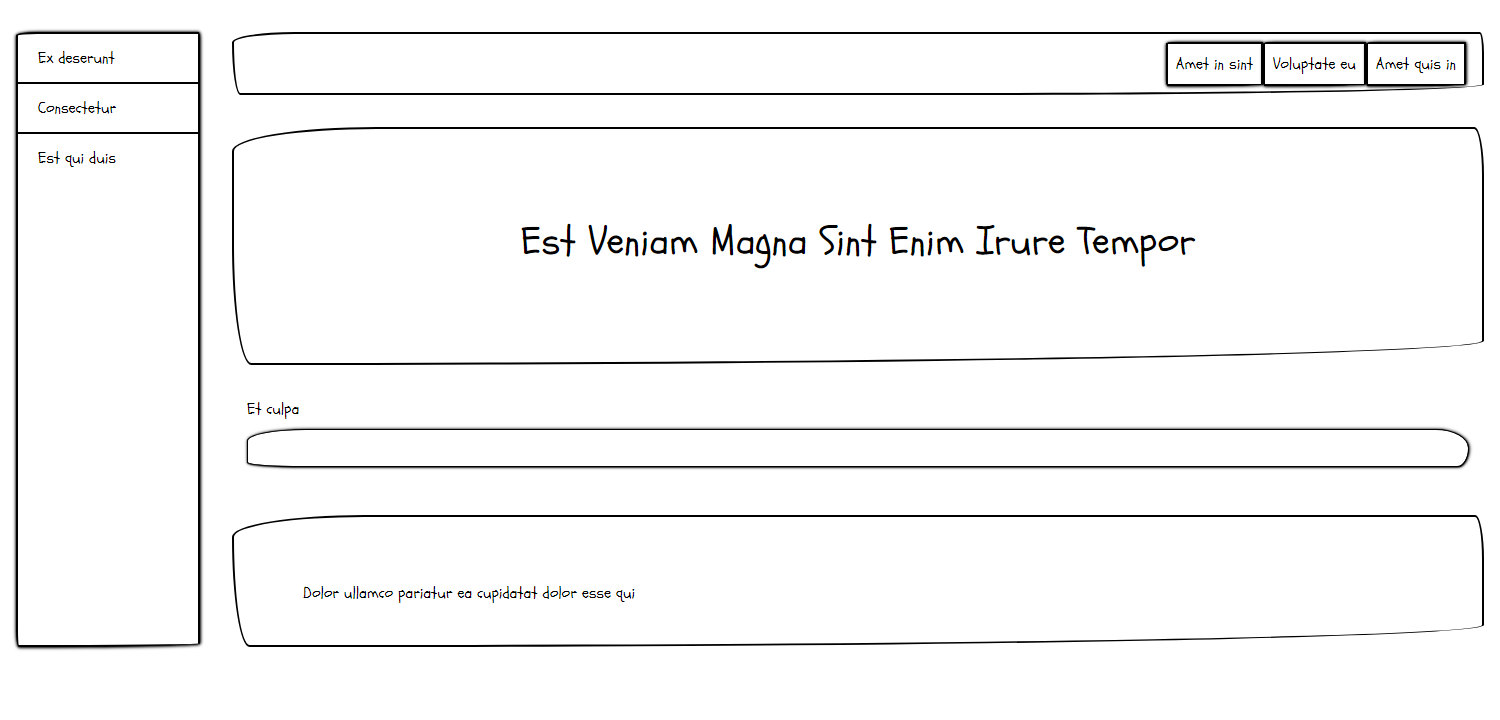 Ex deserunt
Consectetur
Est qui duis
Amet in sint
Voluptate eu
Amet quis in
Est Veniam Magna Sint Enim Irure Tempor
Et culpa
Dolor ullamco pariatur ea cupidatat dolor esse qui